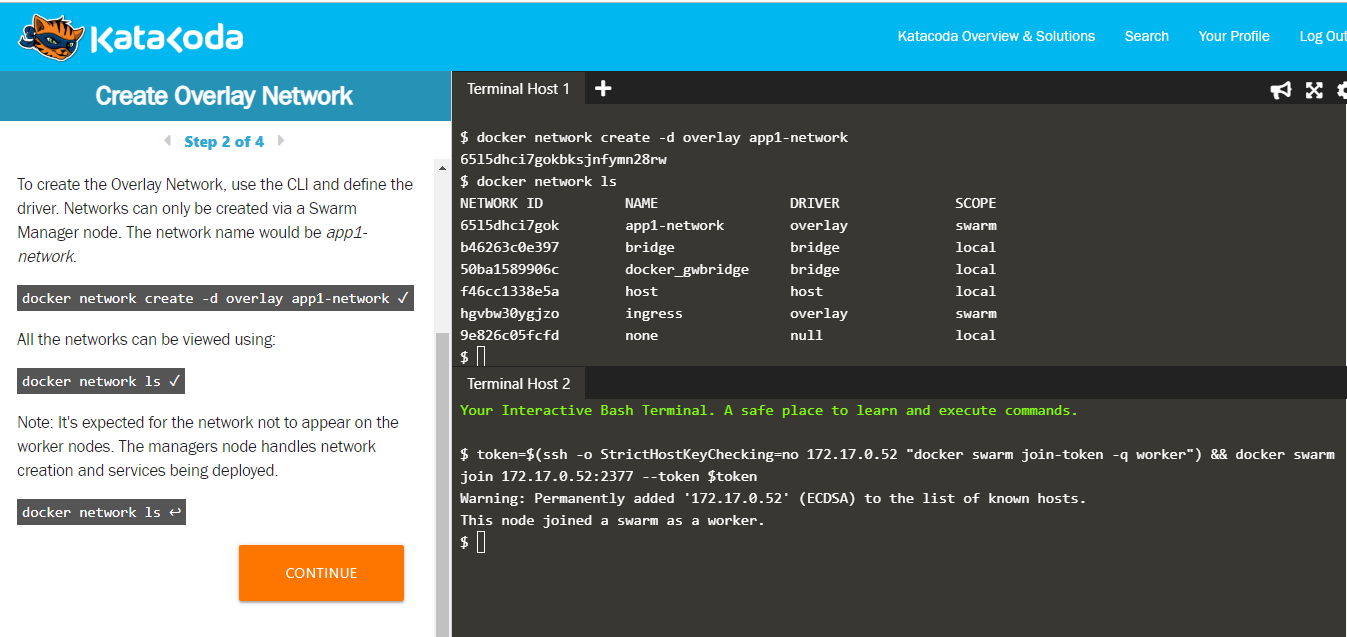 Katacoda
Katacoda Overview & Solutions
Search
Your Profile
Log Out
Create Overlay Network
Step 2 of 4
To create the Overlay Network, use the CLI and define the
driver. Networks can only be created via a Swarm
Manager node. The network name would be app1-
network.
docker network create -d overlay app1-network ✓
All the networks can be viewed using:
docker network ls ✓
Note: It's expected for the network not to appear on the
worker nodes. The managers node handles network
creation and services being deployed.
docker network ls ↩
CONTINUE
Terminal Host 1
$ docker network create -d overlay app1-network
65l5dhci7gokbksjnfymn28rw
$ docker network ls
NETWORK ID NAME DRIVER SCOPE
65l5dhci7gok app1-network overlay swarm
b46263c0e397 bridge bridge local
50ba1589906c docker_gwbridge bridge local
f46cc1338e5a host host local
hgvbw30ygjzo ingress overlay swarm
9e826c05fcfd none null local
$
Terminal Host 2
Your Interactive Bash Terminal. A safe place to learn and execute commands.
$ token=$(ssh -o StrictHostKeyChecking=no 172.17.0.52 "docker swarm join-token -q worker") && docker swarm
join 172.17.0.52:2377 --token $token
Warning: Permanently added '172.17.0.52' (ECDSA) to the list of known hosts.
This node joined a swarm as a worker.
$